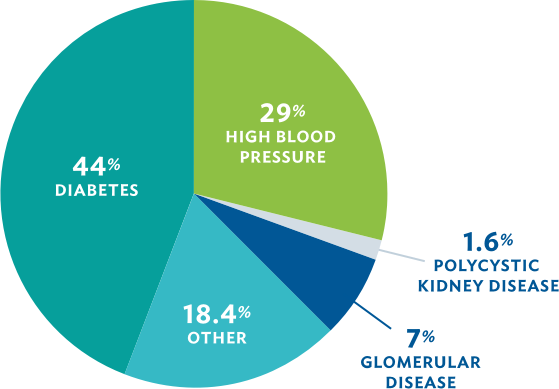 29%
HIGH BLOOD
PRESSURE
44%
DIABETES
1.6%
POLYCYSTIC
KIDNEY DISEASE
18.4%
OTHER
7%
GLOMERULAR
DISEASE